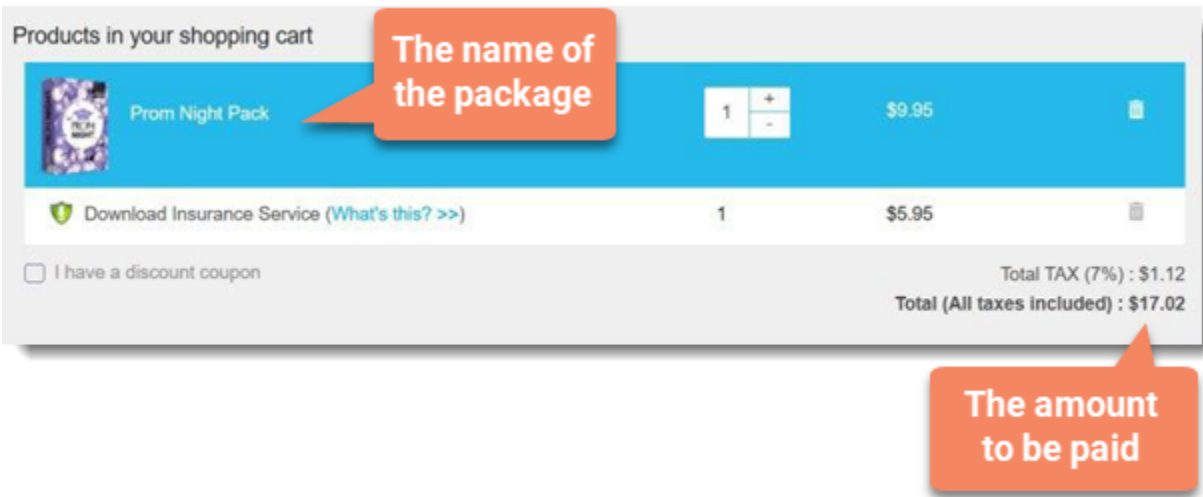 Products in your shopping cart
The name of
the package
Prom Night Pack
1
+
-
$9.95
PROM
NIGHT
Download Insurance Service (What's this? >>)
1
$5.95
I have a discount coupon
Total TAX (7%) : $1.12
Total (All taxes included) : $17.02
The amount
to be paid